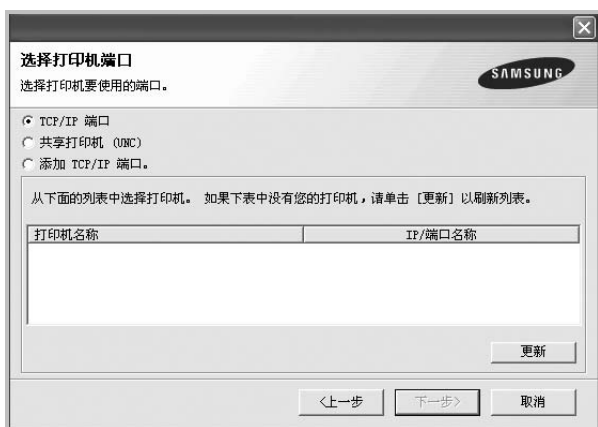 选择打印机端口
选择打印机要使用的端口。
SAMSUNG
TCP/IP 端口
共享打印机 (UNC)
添加 TCP/IP 端口。
从下面的列表中选择打印机。 如果下表中没有您的打印机,请单击 [更新] 以刷新列表。
打印机名称 IP/端口名称
更新
<上一步 下一步> 取消